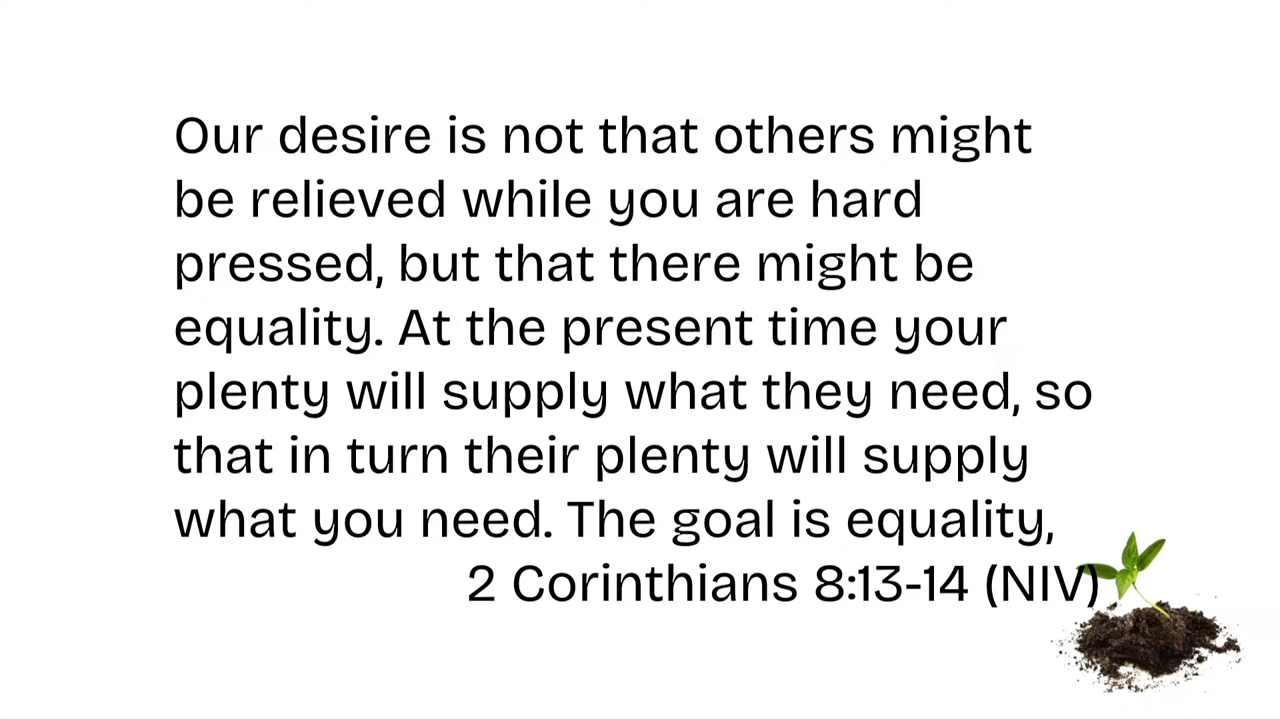 Our desire is not that others might
be relieved while you are hard
pressed, but that there might be
equality. At the present time your
plenty will supply what they need, so
that in turn their plenty will supply
what you need. The goal is equality,
2 Corinthians 8:13-14 (NIV)